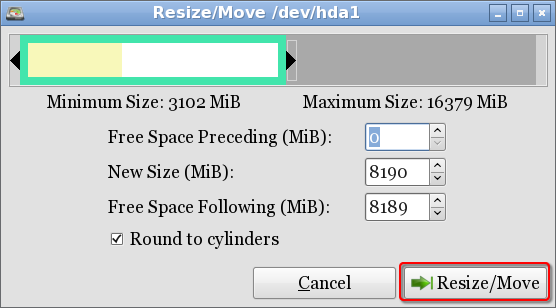 Resize/Move /dev/hda1
Minimum Size: 3102 MiB Maximum Size: 16379 MiB
Free Space Preceding (MiB): 0
New Size (MiB): 8190
Free Space Following (MiB): 8189
Round to cylinders
Cancel Resize/Move